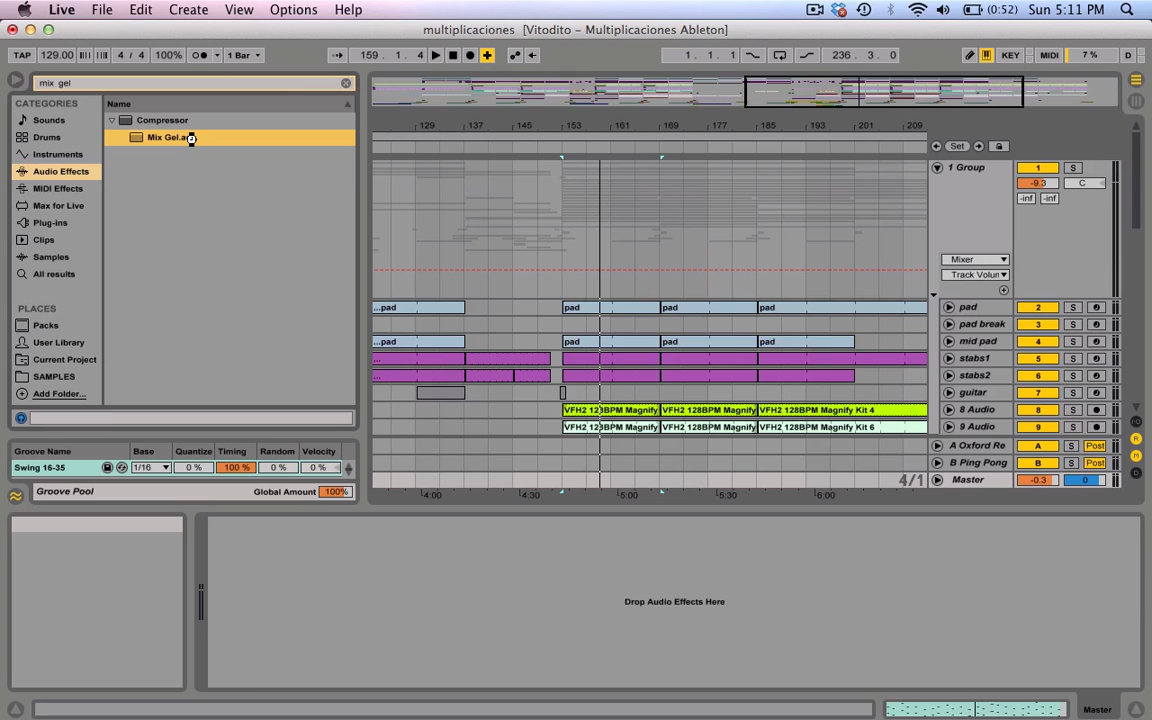 Live File Edit Create View Options Help (0:52) Sun 5:11 PM
multiplicaciones [Vitodito - Multiplicaciones Ableton]
TAP 129.00 4 / 4 100% 1 Bar 159 . 1 . 4 1 . 1 . 1 236 . 3 . 0 KEY MIDI 7 % D
mix gel
CATEGORIES
Sounds
Drums
Instruments
Audio Effects
MIDI Effects
Max for Live
Plug-ins
Clips
Samples
All results
PLACES
Packs
User Library
Current Project
SAMPLES
Add Folder...
Name
Compressor
Mix Gel.a
129 137 145 153 161 169 177 185 193 201 209
Set
1 Group 1 S
-9.3 C
-inf -inf
Mixer
Track Volun
...pad pad pad pad pad 2 S
pad break 3 S
...pad pad pad pad mid pad 4 S
... stabs1 5 S
... stabs2 6 S
guitar 7 S
VFH2 128BPM Magnify VFH2 128BPM Magnify VFH2 128BPM Magnify Kit 4 8 Audio 8 S
VFH2 128BPM Magnify VFH2 128BPM Magnify VFH2 128BPM Magnify Kit 6 9 Audio 9 S
A Oxford Re A S Post
B Ping Pong B S Post
4/1 Master -0.3 0
4:00 4:30 5:00 5:30 6:00
Groove Name Base Quantize Timing Random Velocity
Swing 16-35 1/16 0 % 100 % 0 % 0 %
Groove Pool Global Amount 100%
Drop Audio Effects Here
Master